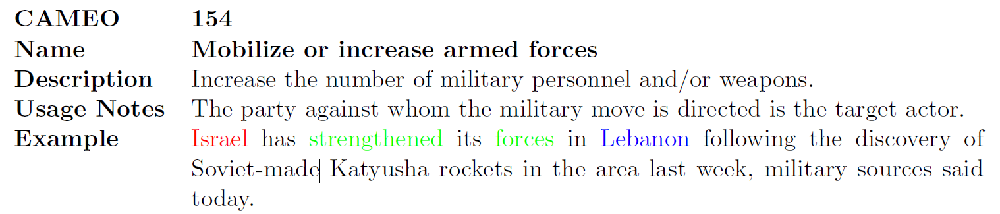 CAMEO 154
Name Mobilize or increase armed forces
Description Increase the number of military personnel and/or weapons.
Usage Notes The party against whom the military move is directed is the target actor.
Example Israel has strengthened its forces in Lebanon following the discovery of
Soviet-made Katyusha rockets in the area last week, military sources said
today.